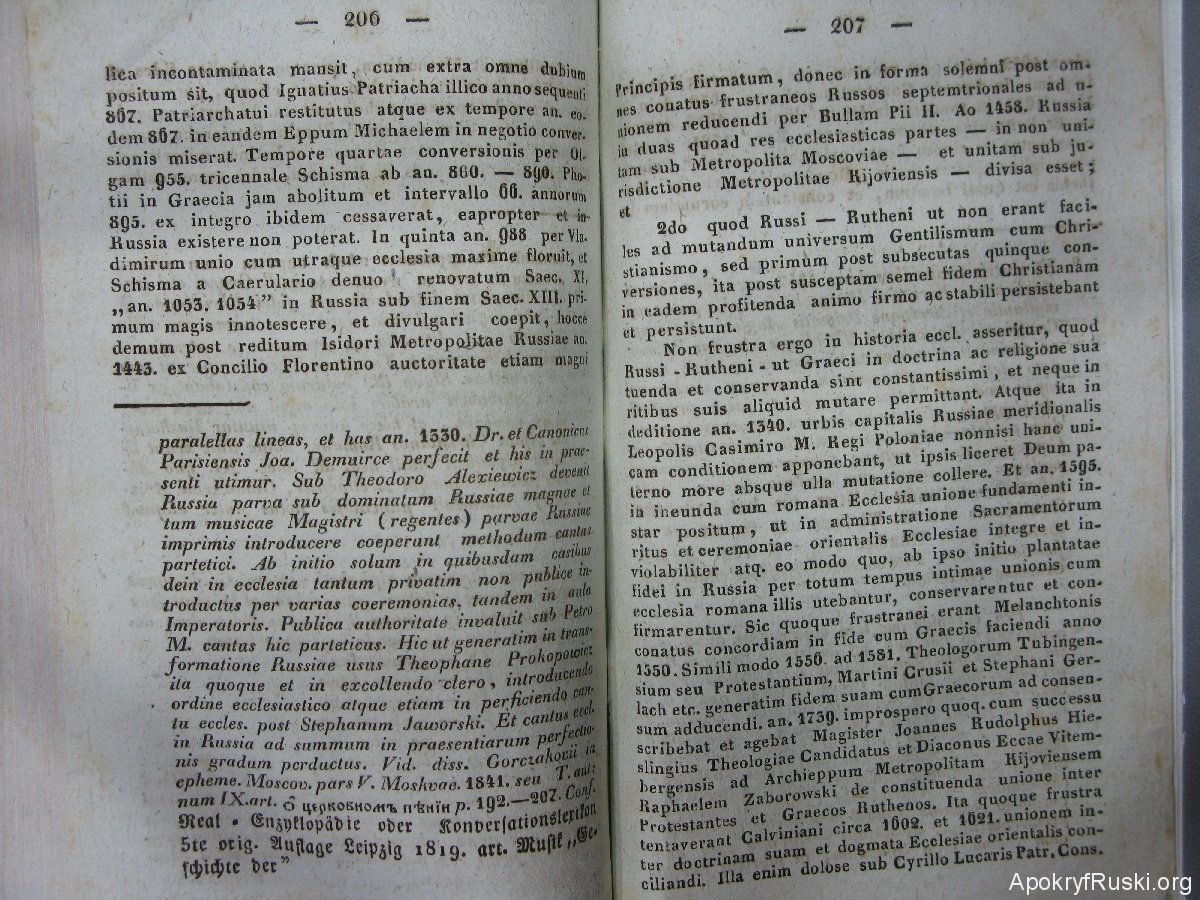 — 206 —
lica incontaminata mansit, cum extra omne dubium
positum sit, quod Ignatius Patriacha illico anno sequenti
867. Patriarchatui restitutus atque ex tempore an. eo-
dem 867. in eandem Eppum Michaelem in negotio conver-
sionis miserat. Tempore quartae conversionis per Ol-
gam 955. tricennale Schisma ab an. 860. — 890. Pho-
tii in Graecia jam abolitum et intervallo 66. annorum
895. ex integro ibidem cessaverat, eapropter et in
Russia existere non poterat. In quinta an. 988 per Vla-
dimirum unio cum utraque ecclesia maxime floruit, et
Schisma a Caerulario denuo renovatum Saec. XI,
„an. 1053. 1054” in Russia sub finem Saec. XIII. pri-
mum magis innotescere, et divulgari coepit, hocce
demum post reditum Isidori Metropolitae Russiae an.
1443. ex Concilio Florentino auctoritate etiam magni
paralellas lineas, et has an. 1330. Dr. et Canonicus
Parisiensis Joa. Demuirce perfecit et his in prae-
senti utimur. Sub Theodoro Alexiewicz devenit
Russia parva sub dominatum Russiae magnae et
tum musicae Magistri (regentes) parvae Russiae
imprimis introducere coeperunt methodum cantus
partetici. Ab initio solum in quibusdam casibus
dein in ecclesia tantum privatim non publice in-
troductus per varias coeremonias, tandem in aula
Imperatoris. Publica authoritate invaluit sub Petro
M. cantus hic parteticus. Hic ut generatim in trans-
formatione Russiae usus Theophane Prokopowicz
ita quoque et in excollendo clero, introducendo
ordine ecclesiastico atque etiam in perficiendo can-
tu eccles. post Stephanum Jaworski. Et cantus eccl.
in Russia ad summum in praesentiarum perfectio-
nis gradum perductus. Vid. diss. Gorczakovii in
epheme. Moscov. pars V. Moskvae. 1841. seu T. aut:
num IX. art. о церковномъ пѣніи p. 192.—207. Conf.
Real-Enzyklopädie oder Konversationslexikon
5te orig. Auflage Leipzig 1819. art. Musik „Ge-
schichte der”
— 207 —
Principis firmatum, donec in forma solemni post om-
nes conatus frustraneos Russos septemtrionales ad u-
nionem reducendi per Bullam Pii II. Ao 1458. Russia
in duas quoad res ecclesiasticas partes — in non uni-
tam sub Metropolita Moscoviae — et unitam sub ju-
risdictione Metropolitae Kijoviensis — divisa esset;
et
2do quod Russi — Rutheni ut non erant faci-
les ad mutandum universum Gentilismum cum Chri-
stianismo, sed primum post subsecutas quinque con-
versiones, ita post susceptam semel fidem Christianam
in eadem profitenda animo firmo ac stabili persistebant
et persistunt.
Non frustra ergo in historia eccl. asseritur, quod
Russi - Rutheni - ut Graeci in doctrina ac religione sua
tuenda et conservanda sint constantissimi, et neque in
ritibus suis aliquid mutare permittant. Atque ita in
deditione an. 1340. urbis capitalis Russiae meridionalis
Leopolis Casimiro M. Regi Poloniae nonnisi hanc uni-
cam conditionem apponebant, ut ipsis liceret Deum pa-
terno more absque ulla mutatione collere. Et an. 1595.
in ineunda cum romana Ecclesia unione fundamenti in-
star positum, ut in administratione Sacramentorum
ritus et ceremoniae orientalis Ecclesiae integre et in-
violabiliter atq. eo modo quo, ab ipso initio plantatae
fidei in Russia per totum tempus intimae unionis cum
ecclesia romana illis utebantur, conservarentur et con-
firmarentur. Sic quoque frustranei erant Melanchtonis
conatus concordiam in fide cum Graecis faciendi anno
1550. Simili modo 1556. ad 1581. Theologorum Tubingen-
sium seu Protestantium, Martini Crusii et Stephani Ger-
lach etc. generatim fidem suam cum Graecorum ad consen-
sum adducendi. an. 1739. improspero quoq. cum successu
scribebat et agebat Magister Joannes Rudolphus Hie-
slingius Theologiae Candidatus et Diaconus Eccae Vitem-
bergensis ad Archieppum Metropolitam Kijoviensem
Raphaelem Zaborowski de constituenda unione inter
Protestantes et Graecos Ruthenos. Ita quoque frustra
tentaverant Calviniani circa 1602. et 1621. unionem in-
ter doctrinam suam et dogmata Ecclesiae orientalis con-
ciliandi. Illa enim dolose sub Cyrillo Lucaris Patr. Cons.
ApokryfRuski.org